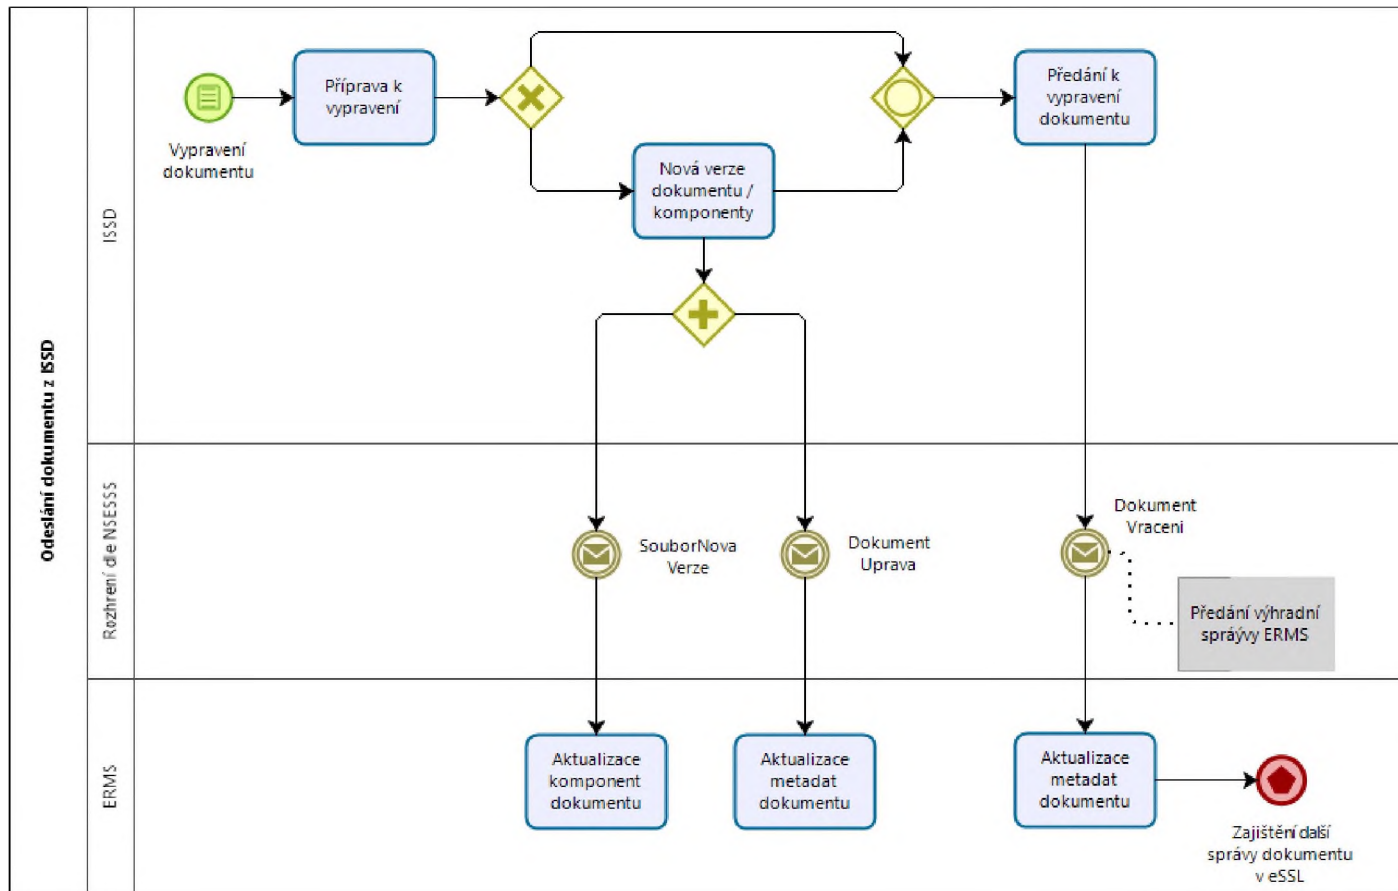 Odeslání dokumentu z ISSD
ISSD
Vypravení
dokumentu
Příprava k
vypravení
Nová verze
dokumentu /
komponenty
Předání k
vypravení
dokumentu
Rozhrení dle NSESSS
SouborNova
Verze
Dokument
Uprava
Dokument
Vraceni
Předání výhradní
spráývy ERMS
ERMS
Aktualizace
komponent
dokumentu
Aktualizace
metadat
dokumentu
Aktualizace
metadat
dokumentu
Zajištění další
správy dokumentu
v eSSL